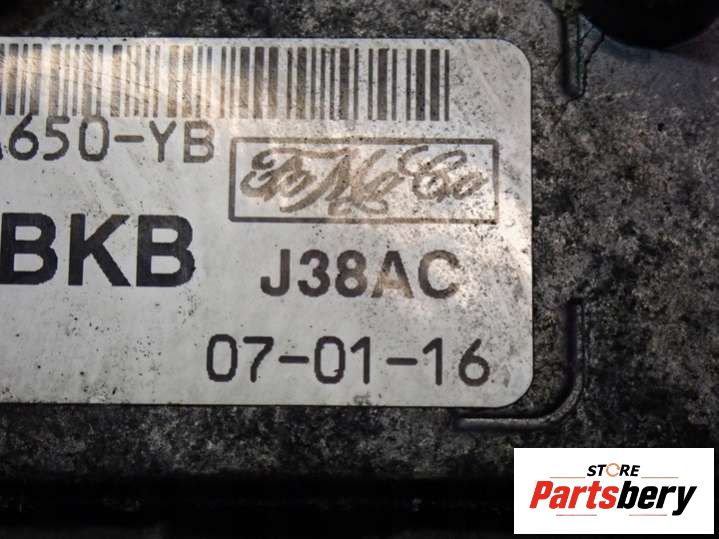 650-YB
FoMoCo
BKB
J38AC
07-01-16
STORE
Partsbery